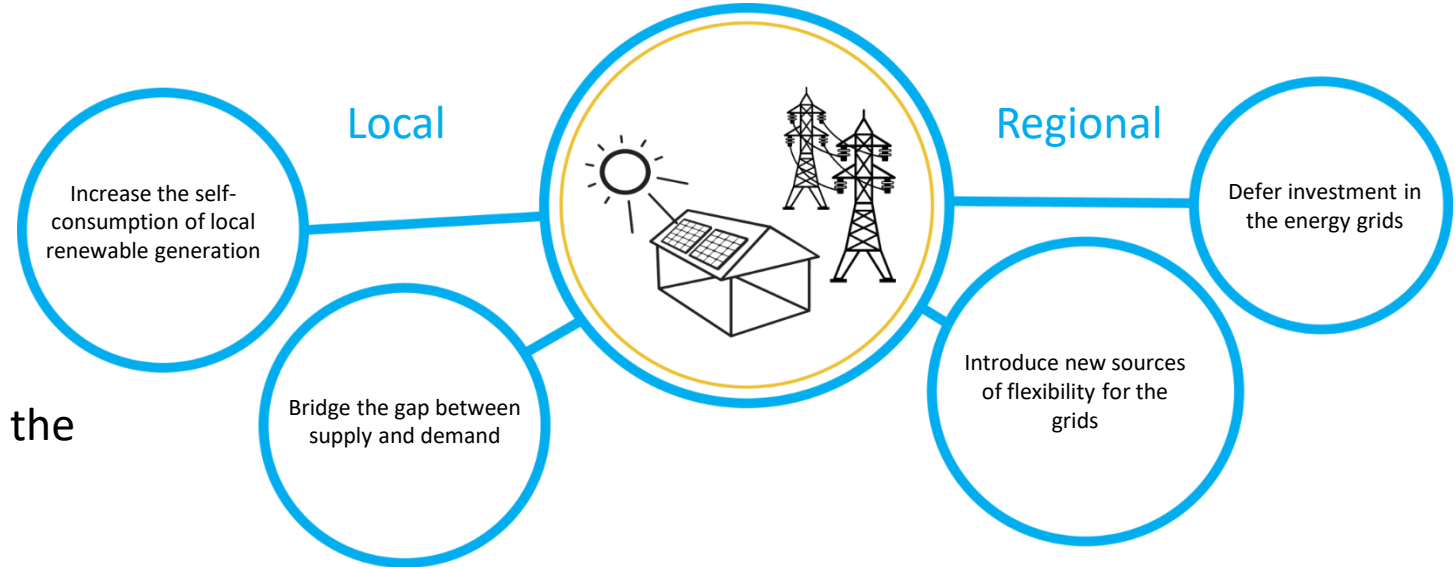 Local
Regional
Increase the self-
consumption of local
renewable generation
Defer investment in
the energy grids
Bridge the gap between
supply and demand
Introduce new sources
of flexibility for the
grids
the